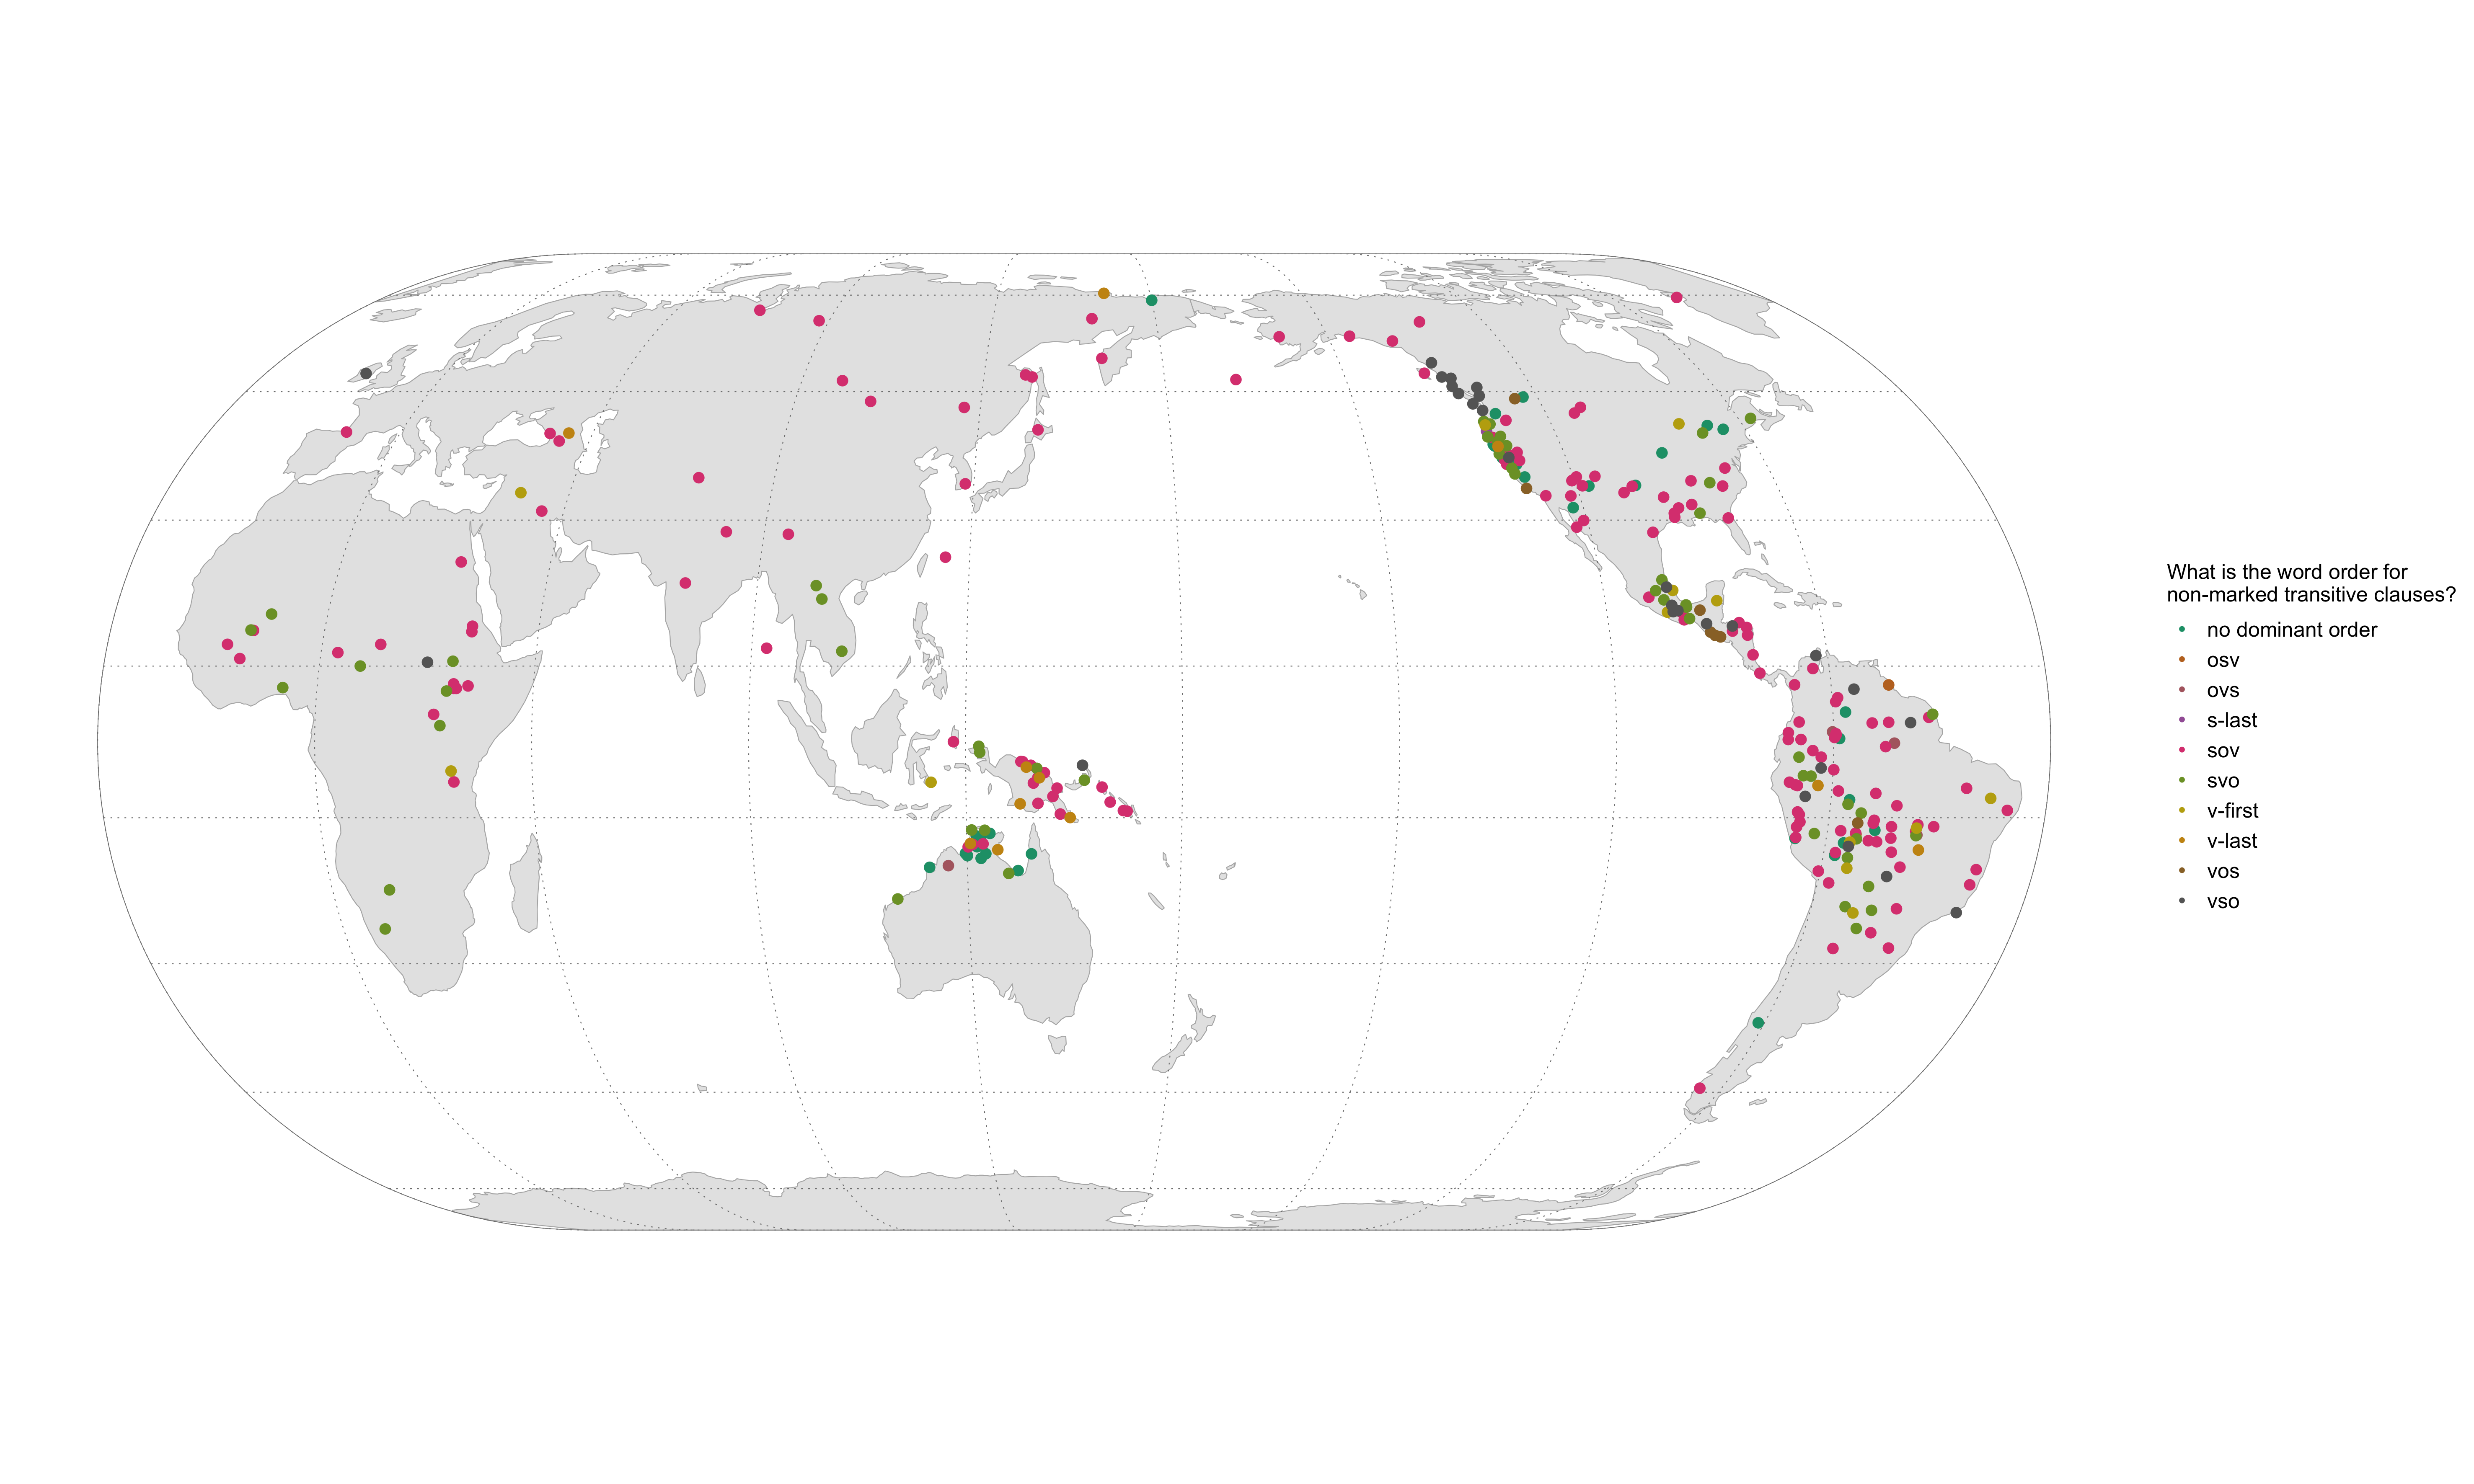 What is the word order for
non-marked transitive clauses?
no dominant order
osv
ovs
s-last
sov
svo
v-first
v-last
vos
vso